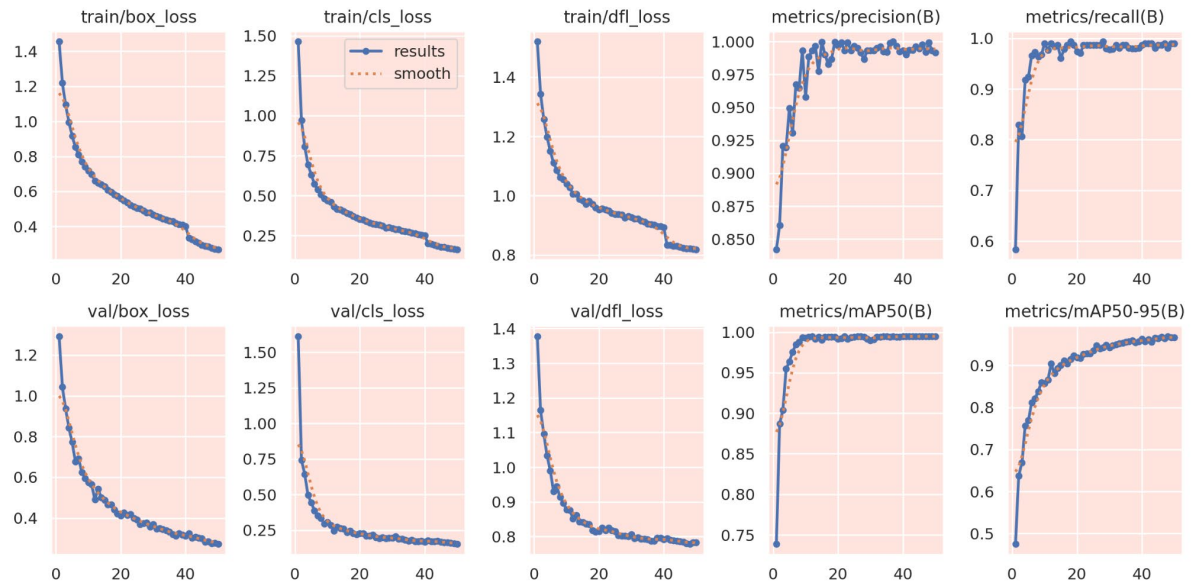 train/box_loss
train/cls_loss
train/dfl_loss
metrics/precision(B)
metrics/recall(B)
1.4
1.2
1.0
0.8
0.6
0.4
0 20 40
1.50
1.25
1.00
0.75
0.50
0.25
0 20 40
results
smooth
1.4
1.2
1.0
0.8
0 20 40
1.000
0.975
0.950
0.925
0.900
0.875
0.850
0 20 40
1.0
0.9
0.8
0.7
0.6
0 20 40
val/box_loss
val/cls_loss
val/dfl_loss
metrics/mAP50(B)
metrics/mAP50-95(B)
1.2
1.0
0.8
0.6
0.4
0 20 40
1.50
1.25
1.00
0.75
0.50
0.25
0 20 40
1.4
1.3
1.2
1.1
1.0
0.9
0.8
0 20 40
1.00
0.95
0.90
0.85
0.80
0.75
0 20 40
0.9
0.8
0.7
0.6
0.5
0 20 40